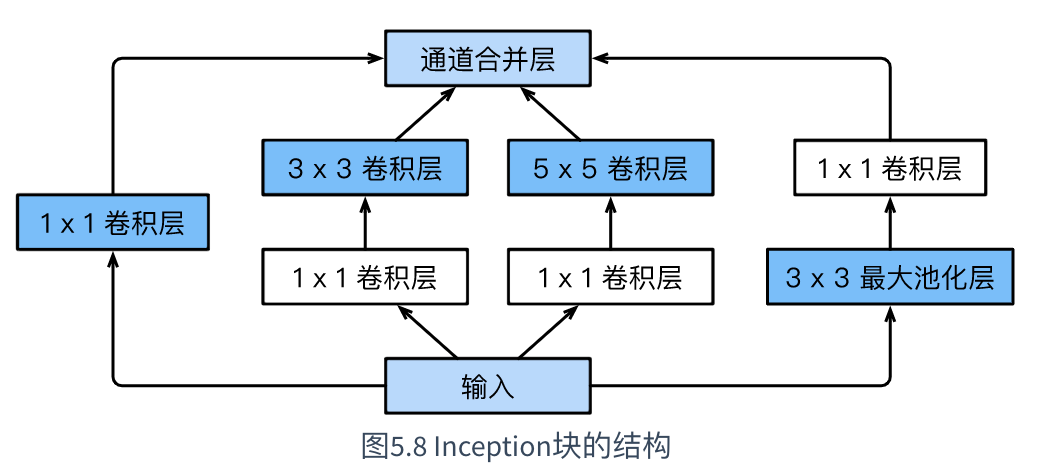 通道合并层
3 x 3 卷积层
5 x 5 卷积层
1 x 1 卷积层
1 x 1 卷积层
1 x 1 卷积层
1 x 1 卷积层
3 x 3 最大池化层
输入
图5.8 Inception块的结构